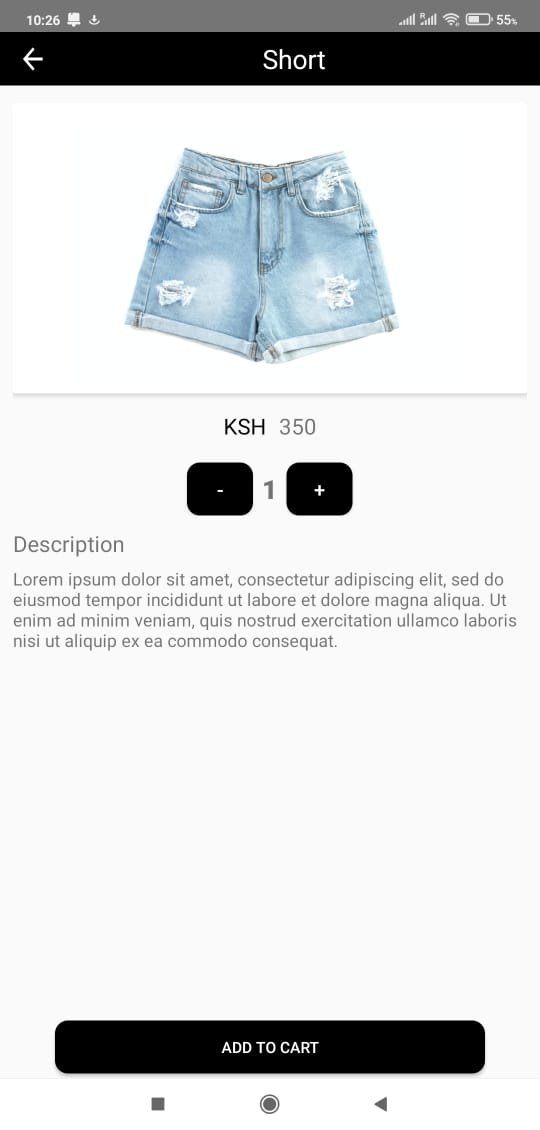 10:26 R 55%
Short
KSH 350
- 1 +
Description
Lorem ipsum dolor sit amet, consectetur adipiscing elit, sed do
eiusmod tempor incididunt ut labore et dolore magna aliqua. Ut
enim ad minim veniam, quis nostrud exercitation ullamco laboris
nisi ut aliquip ex ea commodo consequat.
ADD TO CART